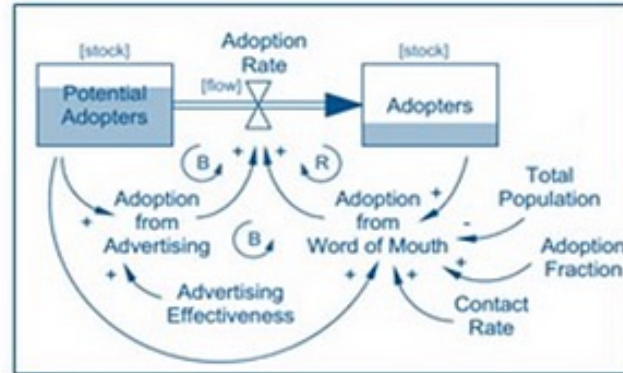 [stock]
Adoption
Rate
[stock]
Potential
Adopters
[flow]
Adopters
B
+
+
R
+
Adoption
from
Advertising
+
B
Adoption
from
Word of Mouth
-
Total
Population
+
Adoption
Fraction
+
Advertising
Effectiveness
+
+
Contact
Rate